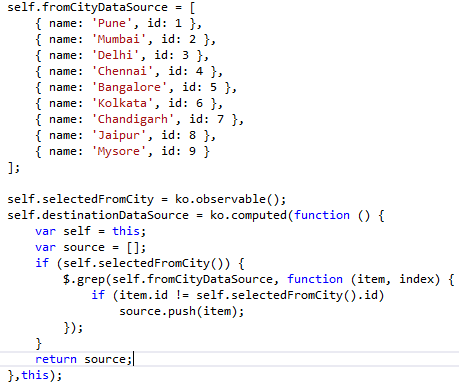 self.fromCityDataSource = [
    { name: 'Pune', id: 1 },
    { name: 'Mumbai', id: 2 },
    { name: 'Delhi', id: 3 },
    { name: 'Chennai', id: 4 },
    { name: 'Bangalore', id: 5 },
    { name: 'Kolkata', id: 6 },
    { name: 'Chandigarh', id: 7 },
    { name: 'Jaipur', id: 8 },
    { name: 'Mysore', id: 9 }
];

self.selectedFromCity = ko.observable();
self.destinationDataSource = ko.computed(function () {
    var self = this;
    var source = [];
    if (self.selectedFromCity()) {
        $.grep(self.fromCityDataSource, function (item, index) {
            if (item.id != self.selectedFromCity().id)
                source.push(item);
        });
    }
    return source;
},this);